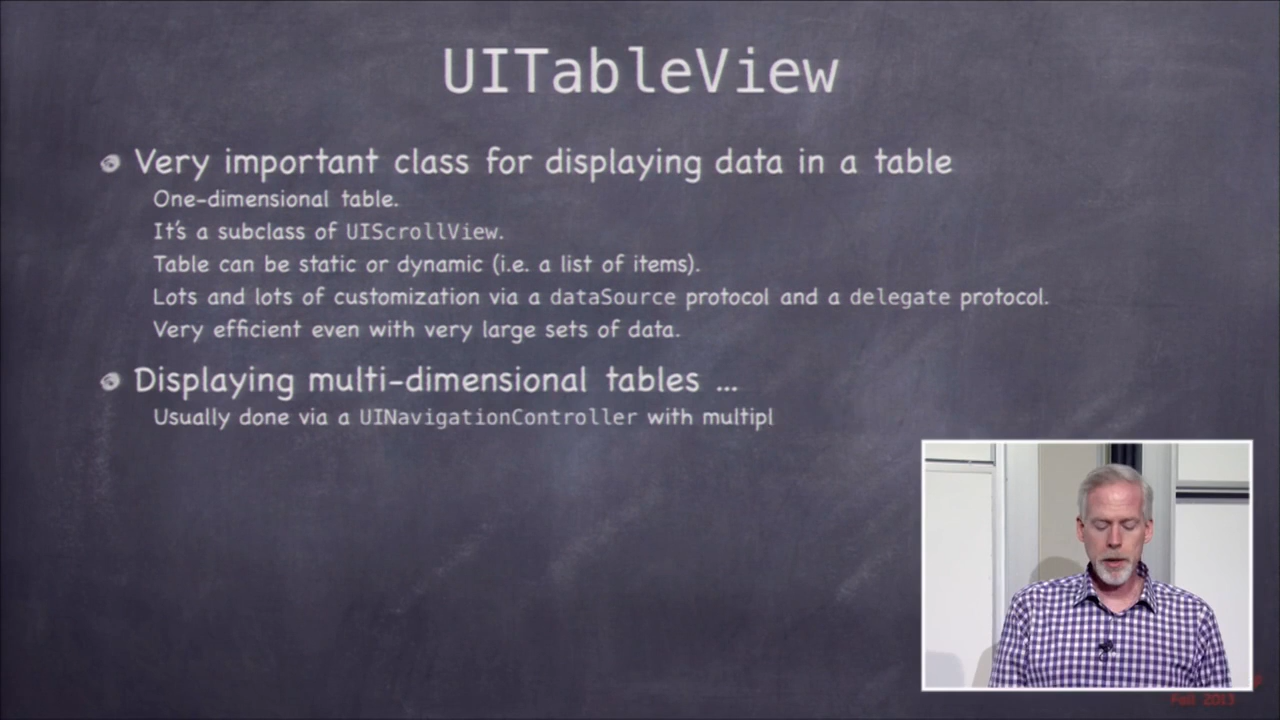 UITableView
Very important class for displaying data in a table
One-dimensional table.
It's a subclass of UIScrollView.
Table can be static or dynamic (i.e. a list of items).
Lots and lots of customization via a dataSource protocol and a delegate protocol.
Very efficient even with very large sets of data.
Displaying multi-dimensional tables ...
Usually done via a UINavigationController with multipl
Fall 2013